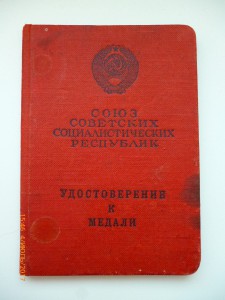 СОЮЗ
СОВЕТСКИХ
СОЦИАЛИСТИЧЕСКИХ
РЕСПУБЛИК
УДОСТОВЕРЕНИЕ
К
МЕДАЛИ